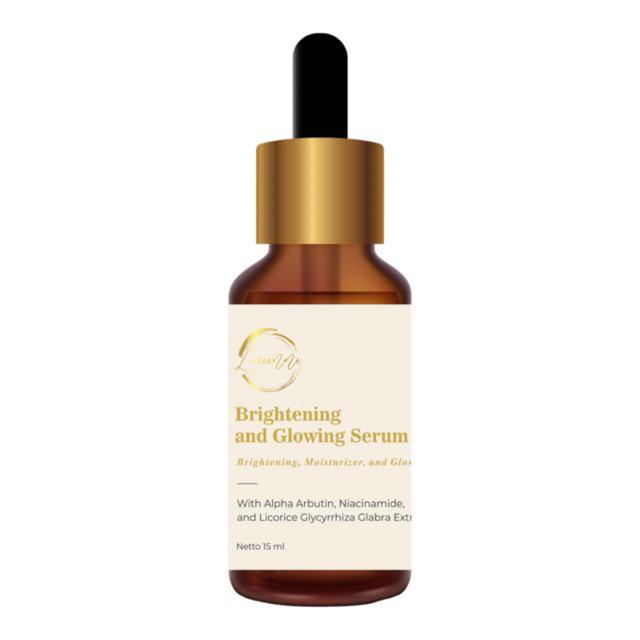 Brightening
and Glowing Serum
Brightening, Moisturizer, and Glow
With Alpha Arbutin, Niacinamide,
and Licorice Glycyrrhiza Glabra Extr
Netto 15 ml